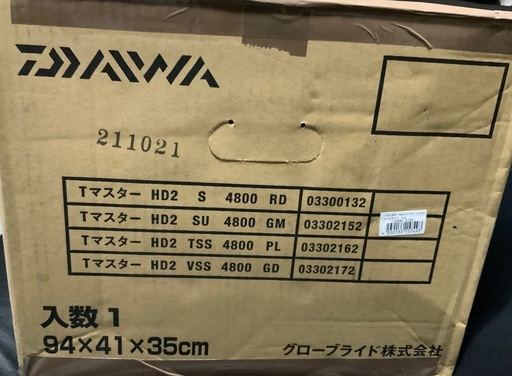 DAIWA
211021
Tマスター HD2 S 4800 RD 03300132
Tマスター HD2 SU 4800 GM 03302152
Tマスター HD2 TSS 4800 PL 03302162
Tマスター HD2 VSS 4800 GD 03302172
入数1
94×41×35cm
グローブライド株式会社